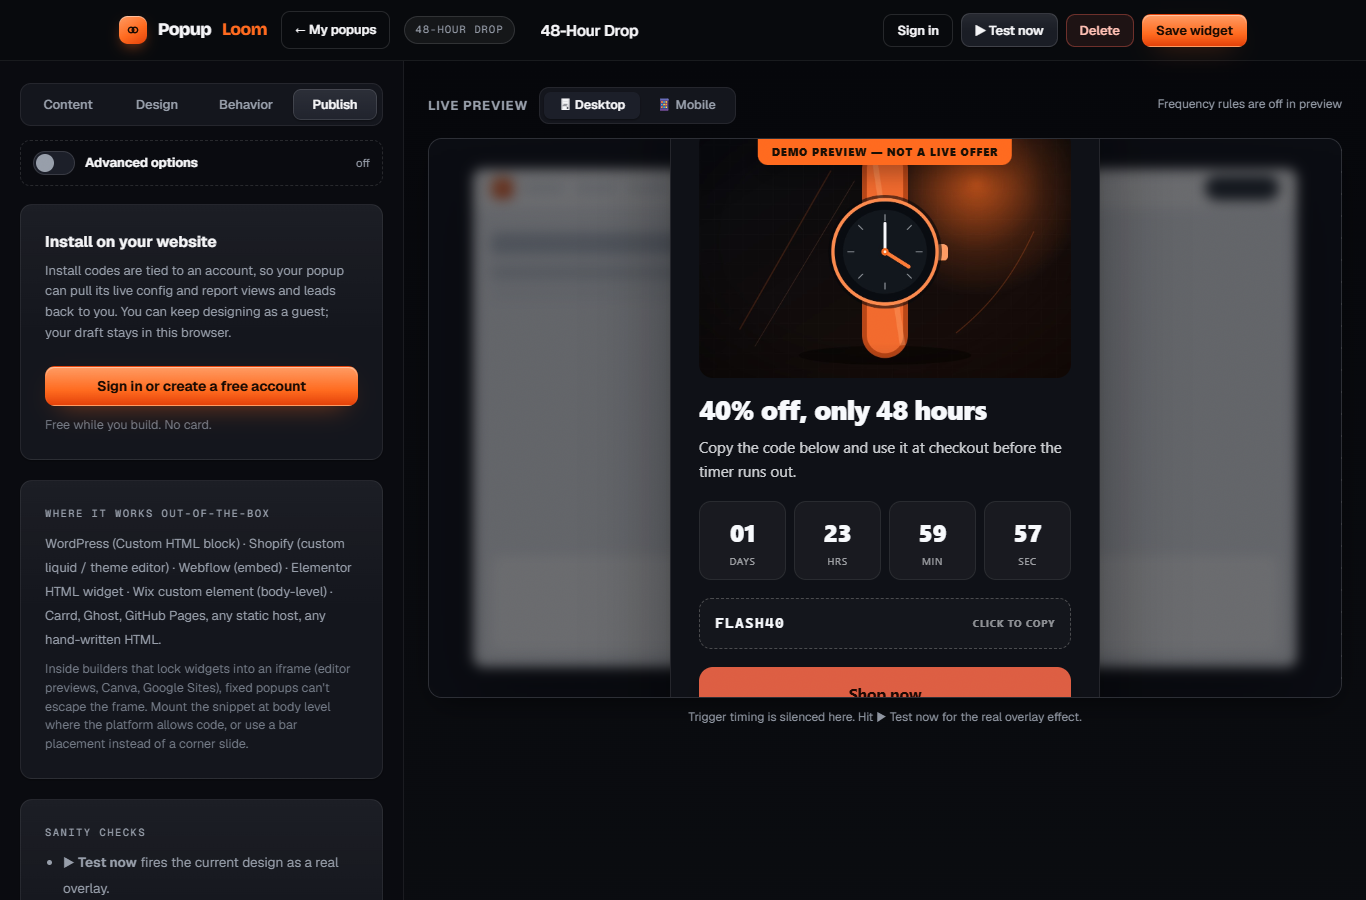 Popup Loom
← My popups
48-HOUR DROP
48-Hour Drop
Sign in
▶ Test now
Delete
Save widget
Content
Design
Behavior
Publish
Advanced options
off
Install on your website
Install codes are tied to an account, so your popup
can pull its live config and report views and leads
back to you. You can keep designing as a guest;
your draft stays in this browser.
Sign in or create a free account
Free while you build. No card.
WHERE IT WORKS OUT-OF-THE-BOX
WordPress (Custom HTML block) · Shopify (custom
liquid / theme editor) · Webflow (embed) · Elementor
HTML widget · Wix custom element (body-level) ·
Carrd, Ghost, GitHub Pages, any static host, any
hand-written HTML.
Inside builders that lock widgets into an iframe (editor
previews, Canva, Google Sites), fixed popups can't
escape the frame. Mount the snippet at body level
where the platform allows code, or use a bar
placement instead of a corner slide.
SANITY CHECKS
• ▶ Test now fires the current design as a real
overlay.
LIVE PREVIEW
Desktop
Mobile
Frequency rules are off in preview
DEMO PREVIEW — NOT A LIVE OFFER
40% off, only 48 hours
Copy the code below and use it at checkout before the
timer runs out.
01
DAYS
23
HRS
59
MIN
57
SEC
FLASH40
CLICK TO COPY
Shop now
Trigger timing is silenced here. Hit ▶ Test now for the real overlay effect.